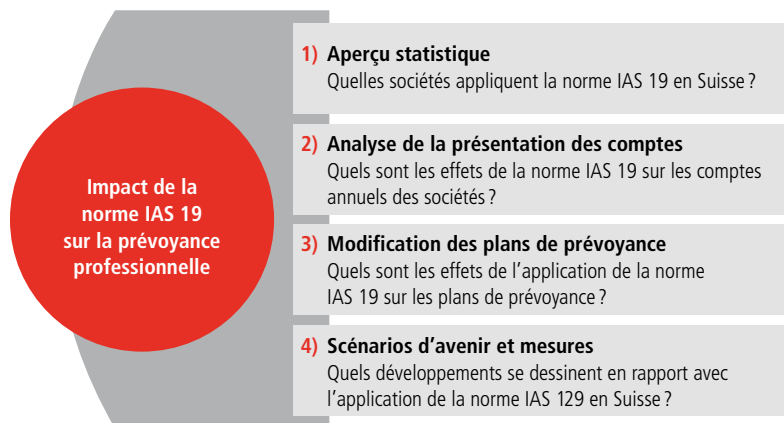 Impact de la
norme IAS 19
sur la prévoyance
professionnelle
1) Aperçu statistique
Quelles sociétés appliquent la norme IAS 19 en Suisse ?
2) Analyse de la présentation des comptes
Quels sont les effets de la norme IAS 19 sur les comptes
annuels des sociétés ?
3) Modification des plans de prévoyance
Quels sont les effets de l’application de la norme
IAS 19 sur les plans de prévoyance ?
4) Scénarios d’avenir et mesures
Quels développements se dessinent en rapport avec
l’application de la norme IAS 129 en Suisse ?